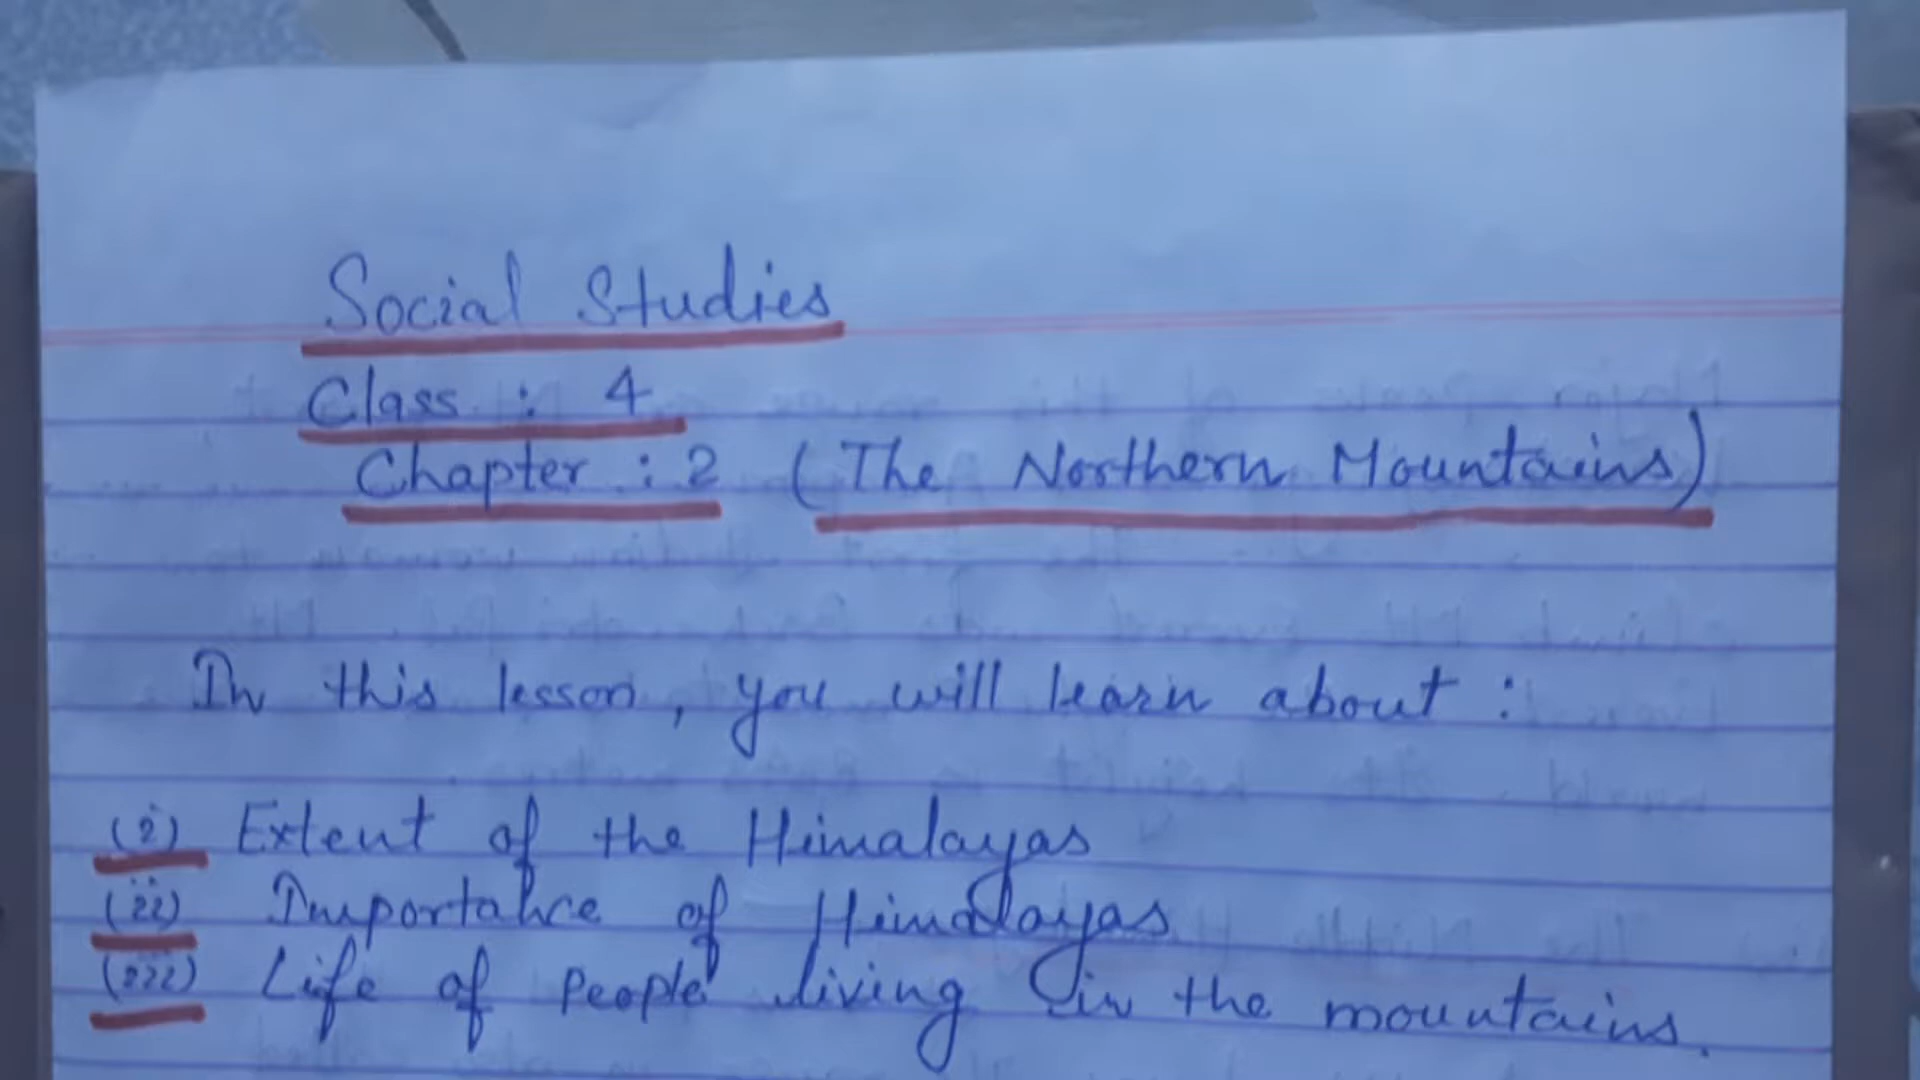 Social Studies
Class : 4
Chapter : 2 (The Northern Mountains)
In this lesson, you will learn about :
(i) Extent of the Himalayas
(ii) Importance of Himalayas
(iii) Life of People living in the mountains.